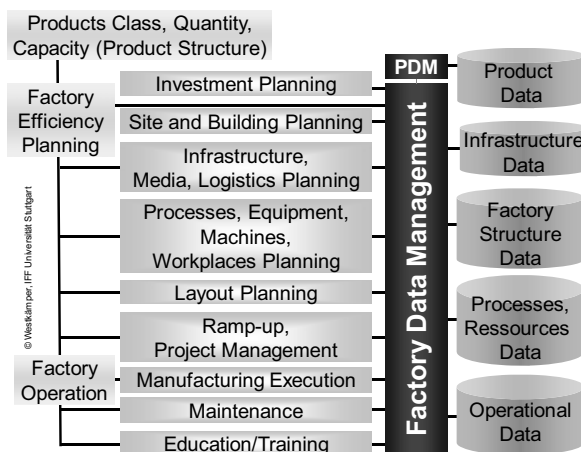 Products Class, Quantity,
Capacity (Product Structure)
Factory
Efficiency
Planning
Factory
Operation
© Westkämper, IFF Universität Stuttgart
Investment Planning
Site and Building Planning
Infrastructure,
Media, Logistics Planning
Processes, Equipment,
Machines,
Workplaces Planning
Layout Planning
Ramp-up,
Project Management
Manufacturing Execution
Maintenance
Education/Training
PDM
Factory Data Management
Product
Data
Infrastructure
Data
Factory
Structure
Data
Processes,
Ressources
Data
Operational
Data